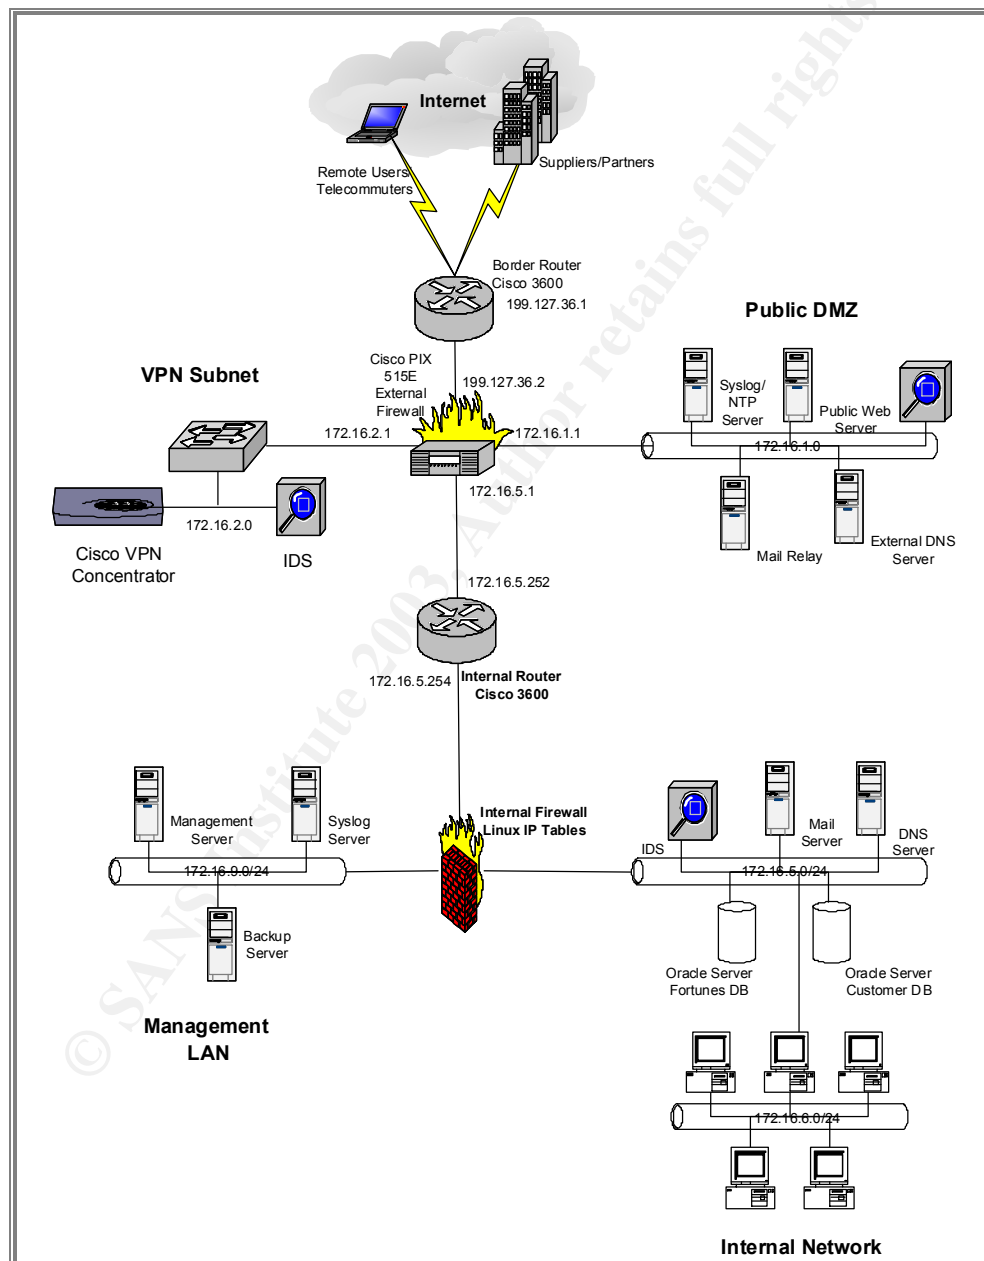 Internet
Remote Users
Telecommuters
Suppliers/Partners
Border Router
Cisco 3600
199.127.36.1
Public DMZ
VPN Subnet
Cisco PIX
515E
External
Firewall
199.127.36.2
172.16.2.1
172.16.1.1
172.16.5.1
Syslog/
NTP
Server
Public Web
Server
172.16.1.0
Mail Relay
External DNS
Server
172.16.2.0
Cisco VPN
Concentrator
IDS
172.16.5.252
172.16.5.254
Internal Router
Cisco 3600
Management
Server
Syslog
Server
Internal Firewall
Linux IP Tables
IDS
Mail
Server
DNS
Server
172.16.9.0/24
172.16.5.0/24
Backup
Server
Oracle Server
Fortunes DB
Oracle Server
Customer DB
Management
LAN
172.16.6.0/24
Internal Network
© SANS Institute 2003, Author retains full rights